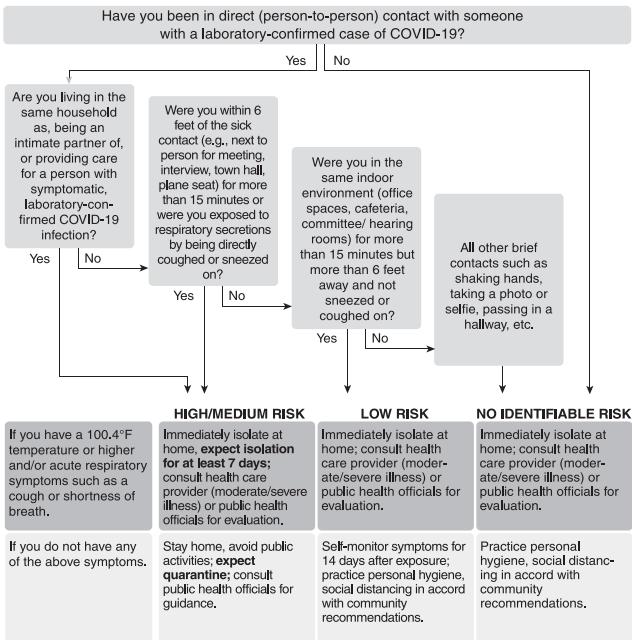 Have you been in direct (person-to-person) contact with someone
with a laboratory-confirmed case of COVID-19?
Yes
No
Are you living in the
same household
as, being an
intimate partner of,
or providing care
for a person with
symptomatic,
laboratory-con-
firmed COVID-19
infection?
Yes
No
Were you within 6
feet of the sick
contact (e.g., next to
person for meeting,
interview, town hall,
plane seat) for more
than 15 minutes or
were you exposed to
respiratory secretions
by being directly
coughed or sneezed
on?
Yes
No
Were you in the
same indoor
environment (office
spaces, cafeteria,
committee/ hearing
rooms) for more
than 15 minutes but
more than 6 feet
away and not
sneezed or
coughed on?
Yes
No
All other brief
contacts such as
shaking hands,
taking a photo or
selfie, passing in a
hallway, etc.
HIGH/MEDIUM RISK
LOW RISK
NO IDENTIFIABLE RISK
If you have a 100.4°F
temperature or higher
and/or acute respiratory
symptoms such as a
cough or shortness of
breath.
Immediately isolate at
home, expect isolation
for at least 7 days;
consult health care
provider (moderate/severe
illness) or public health
officials for evaluation.
Immediately isolate at
home; consult health
care provider (moder-
ate/severe illness) or
public health officials for
evaluation.
Immediately isolate at
home; consult health
care provider (moder-
ate/severe illness) or
public health officials for
evaluation.
If you do not have any
of the above symptoms.
Stay home, avoid public
activities; expect
quarantine; consult
public health officials for
guidance.
Self-monitor symptoms for
14 days after exposure;
practice personal hygiene,
social distancing in accord
with community
recommendations.
Practice personal
hygiene, social distanc-
ing in accord with
community
recommendations.